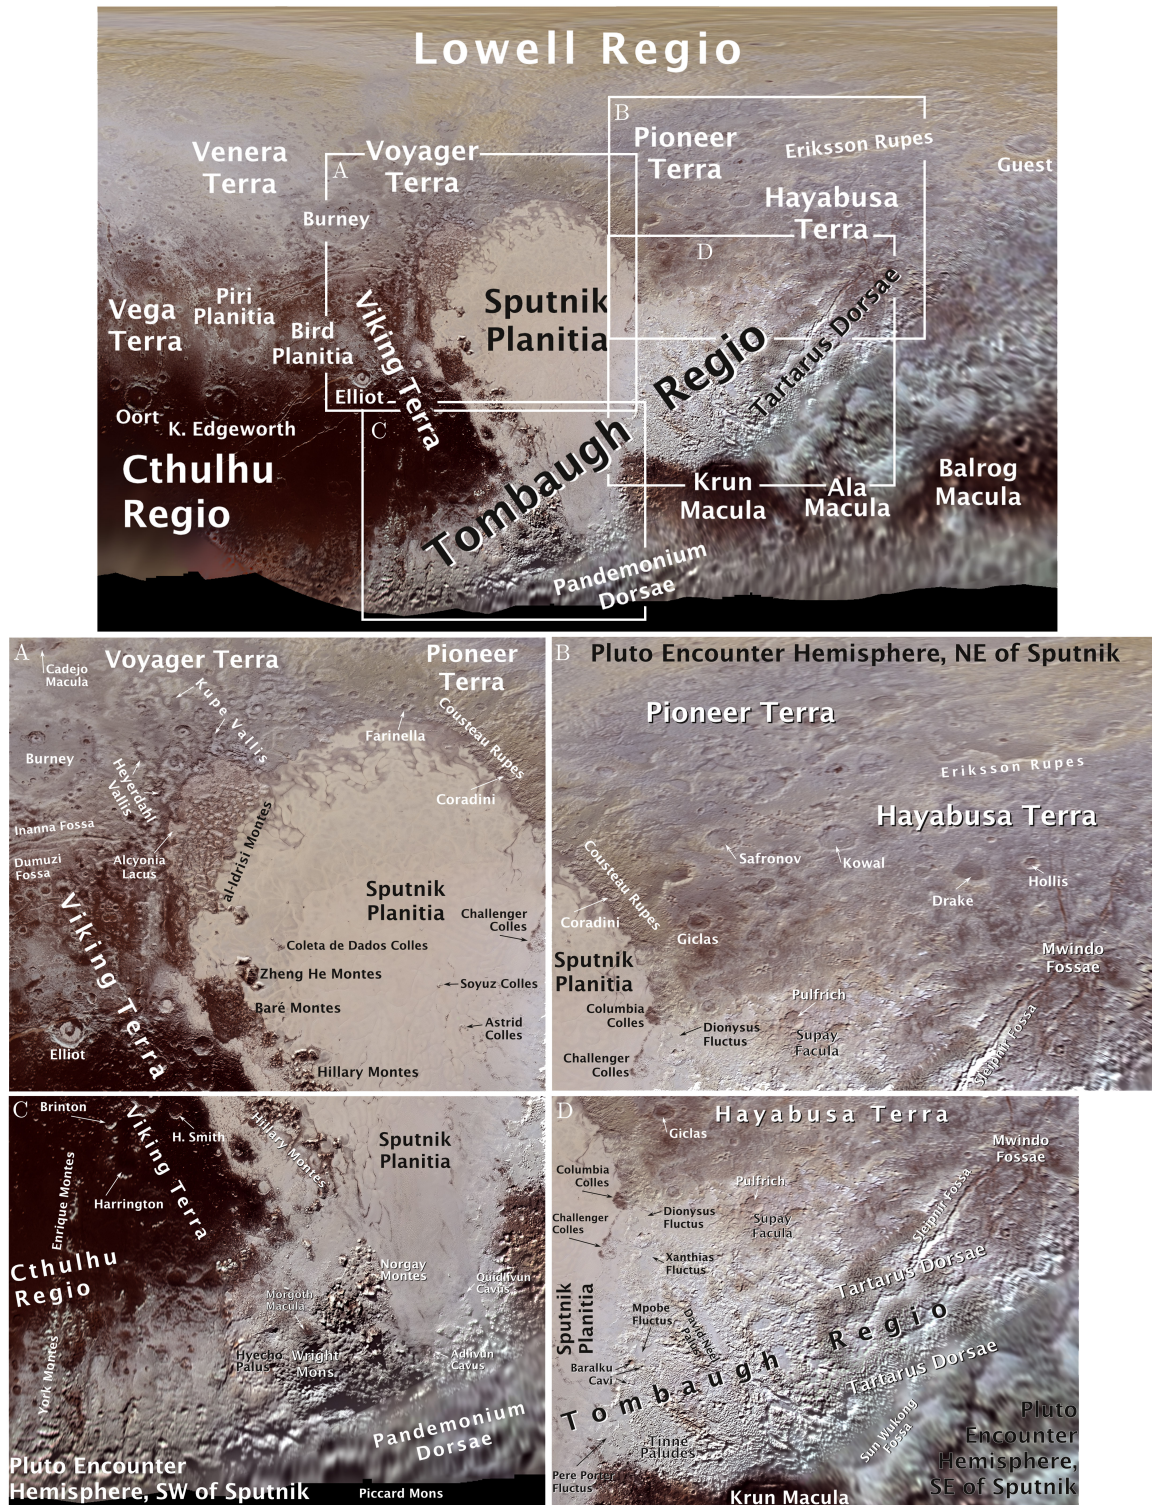 Lowell Regio
B
Pioneer
Terra
Eriksson Rupes
Guest
Venera
Terra
A
Voyager
Terra
Burney
Hayabusa
Terra
D
Vega
Terra
Piri
Planitia
Bird
Planitia
Viking Terra
Sputnik
Planitia
Tombaugh Regio
Tartarus Dorsae
Elliot
Oort
K. Edgeworth
C
Cthulhu
Regio
Krun
Macula
Ala
Macula
Balrog
Macula
Pandemonium
Dorsae
A
Cadejo
Macula
Voyager Terra
Pioneer
Terra
Kupe Vallis
Farinella
Cousteau Rupes
Coradini
Burney
Heyerdahl
Vallis
Inanna Fossa
Dumuzi
Fossa
Alcyonia
Lacus
al-Idrisi Montes
Sputnik
Planitia
Challenger
Colles
Viking Terra
Coleta de Dados Colles
Zheng He Montes
Soyuz Colles
Baré Montes
Astrid
Colles
Elliot
Hillary Montes
B
Pluto Encounter Hemisphere, NE of Sputnik
Pioneer Terra
Eriksson Rupes
Hayabusa Terra
Safronov
Kowal
Hollis
Drake
Cousteau Rupes
Coradini
Giclas
Sputnik
Planitia
Mwindo
Fossae
Columbia
Colles
Pulfrich
Dionysus
Fluctus
Supay
Facula
Challenger
Colles
Sleipnir Fossa
C
Brinton
Viking Terra
H. Smith
Hillary Montes
Sputnik
Planitia
Enrique Montes
Harrington
Cthulhu
Regio
Norgay
Montes
Quidlivun
Cavus
Morgoth
Macula
York Montes
Hyecho
Palus
Wright
Mons
Adlivun
Cavus
Pandemonium
Dorsae
Pluto Encounter
Hemisphere, SW of Sputnik
Piccard Mons
D
Hayabusa Terra
Giclas
Mwindo
Fossae
Columbia
Colles
Pulfrich
Sleipnir Fossa
Challenger
Colles
Dionysus
Fluctus
Supay
Facula
Xanthias
Fluctus
Tartarus Dorsae
Sputnik
Planitia
Mpobe
Fluctus
David-Néel
Palus
Baralku
Cavi
Tombaugh Regio
Tartarus Dorsae
Sun Wukong
Fossa
Tinne
Paludes
Pere Porter
Fluctus
Krun Macula
Pluto
Encounter
Hemisphere,
SE of Sputnik